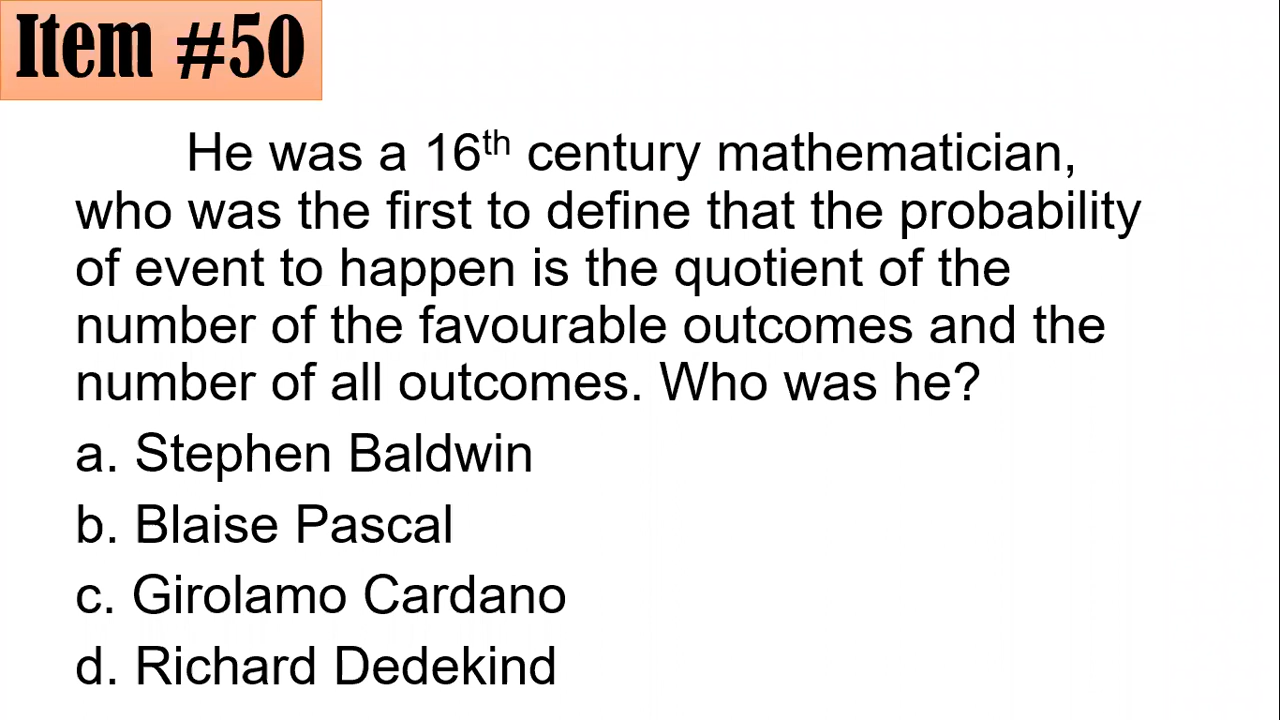 Item #50
He was a 16th century mathematician,
who was the first to define that the probability
of event to happen is the quotient of the
number of the favourable outcomes and the
number of all outcomes. Who was he?
a. Stephen Baldwin
b. Blaise Pascal
c. Girolamo Cardano
d. Richard Dedekind